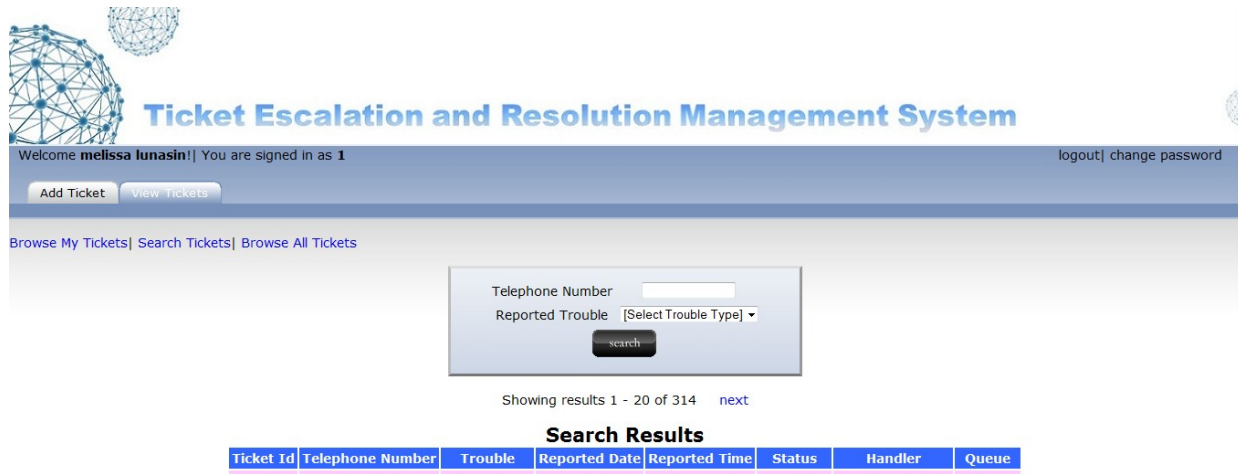 Ticket Escalation and Resolution Management System
Welcome melissa lunasin!| You are signed in as 1 logout| change password
Add Ticket View Tickets
Browse My Tickets| Search Tickets| Browse All Tickets
Telephone Number
Reported Trouble [Select Trouble Type]
search
Showing results 1 - 20 of 314 next
Search Results
Ticket Id Telephone Number Trouble Reported Date Reported Time Status Handler Queue